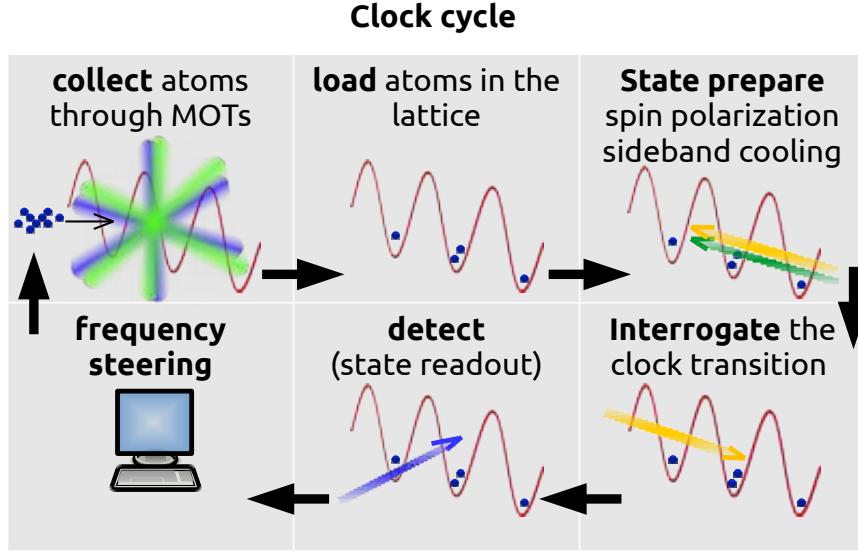 Clock cycle
collect atoms
through MOTs
load atoms in the
lattice
State prepare
spin polarization
sideband cooling
frequency
steering
detect
(state readout)
Interrogate the
clock transition